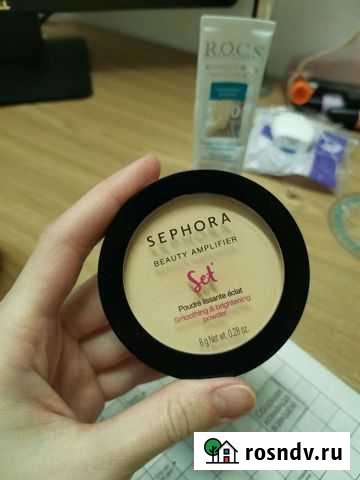 R.O.C.S
SEPHORA
BEAUTY AMPLIFIER
Set
Poudre lissante éclat
Smoothing & brightening
powder
8 g Net wt. 0.28 oz.
rosndv.ru